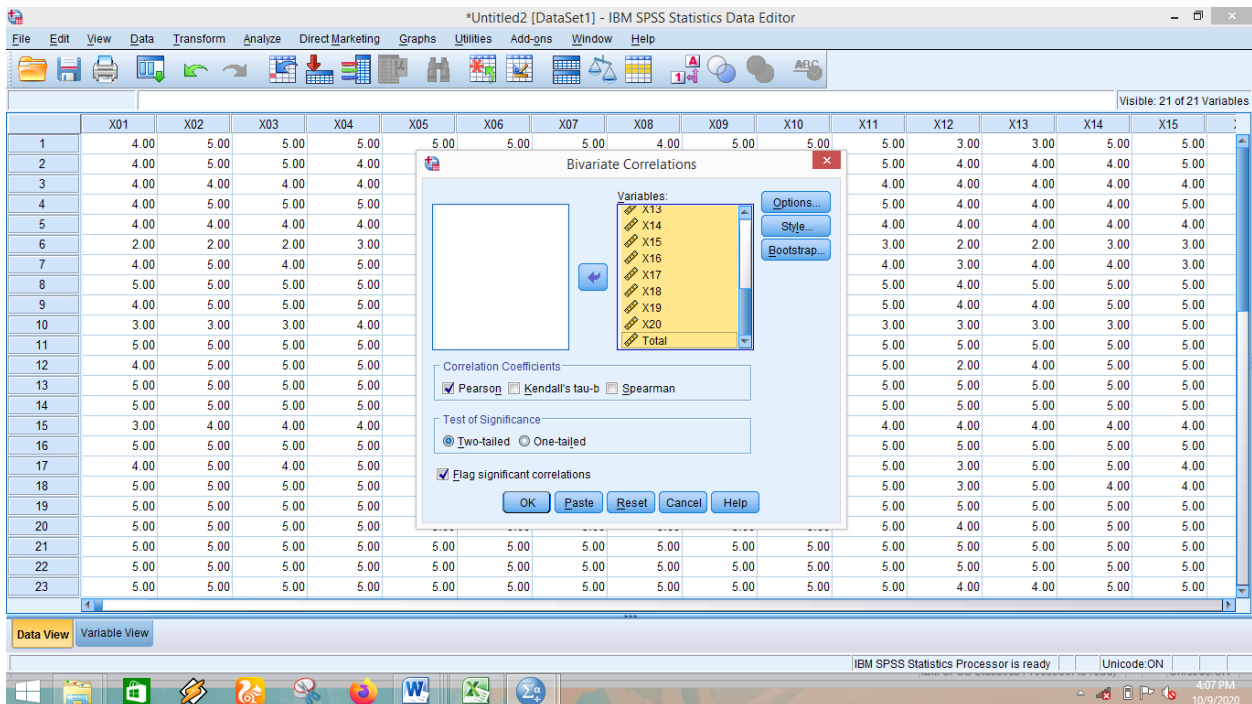 *Untitled2 [DataSet1] - IBM SPSS Statistics Data Editor
File Edit View Data Transform Analyze Direct Marketing Graphs Utilities Add-ons Window Help
Visible: 21 of 21 Variables
X01 X02 X03 X04 X05 X06 X07 X08 X09 X10 X11 X12 X13 X14 X15
1 4.00 5.00 5.00 5.00 5.00 5.00 5.00 4.00 5.00 5.00 5.00 3.00 3.00 5.00 5.00
2 4.00 5.00 5.00 4.00 5.00 4.00 4.00 4.00 5.00
3 4.00 4.00 4.00 4.00 4.00 4.00 4.00 4.00 4.00
4 4.00 5.00 5.00 4.00 5.00 4.00 4.00 4.00 5.00
5 4.00 4.00 4.00 4.00 4.00 4.00 4.00 4.00 4.00
6 2.00 2.00 2.00 3.00 3.00 2.00 2.00 3.00 3.00
7 4.00 5.00 4.00 5.00 4.00 3.00 4.00 4.00 3.00
8 5.00 5.00 5.00 5.00 5.00 4.00 5.00 5.00 5.00
9 4.00 5.00 5.00 4.00 5.00 4.00 4.00 4.00 5.00
10 3.00 3.00 3.00 4.00 3.00 3.00 3.00 3.00 5.00
11 5.00 5.00 5.00 5.00 5.00 5.00 5.00 5.00 5.00
12 4.00 5.00 5.00 5.00 5.00 2.00 4.00 5.00 5.00
13 5.00 5.00 5.00 5.00 5.00 5.00 5.00 5.00 5.00
14 5.00 5.00 5.00 5.00 5.00 5.00 5.00 5.00 5.00
15 3.00 4.00 4.00 4.00 4.00 4.00 4.00 4.00 4.00
16 5.00 5.00 5.00 5.00 5.00 5.00 5.00 5.00 5.00
17 4.00 5.00 4.00 5.00 5.00 3.00 5.00 5.00 4.00
18 5.00 5.00 5.00 5.00 5.00 3.00 5.00 4.00 4.00
19 5.00 5.00 5.00 5.00 5.00 5.00 5.00 5.00 5.00
20 5.00 5.00 5.00 5.00 5.00 4.00 5.00 5.00 5.00
21 5.00 5.00 5.00 5.00 5.00 5.00 5.00 5.00 5.00 5.00 5.00 5.00 5.00 5.00 5.00
22 5.00 5.00 5.00 5.00 5.00 5.00 5.00 5.00 5.00 5.00 5.00 5.00 5.00 5.00 5.00
23 5.00 5.00 5.00 5.00 5.00 5.00 5.00 5.00 5.00 5.00 5.00 4.00 4.00 5.00 5.00
Bivariate Correlations
Variables:
X13
X14
X15
X16
X17
X18
X19
X20
Total
Options...
Style...
Bootstrap...
Correlation Coefficients
Pearson Kendall's tau-b Spearman
Test of Significance
Two-tailed One-tailed
Flag significant correlations
OK Paste Reset Cancel Help
Data View Variable View
IBM SPSS Statistics Processor is ready Unicode:ON
4:07 PM
10/9/2020